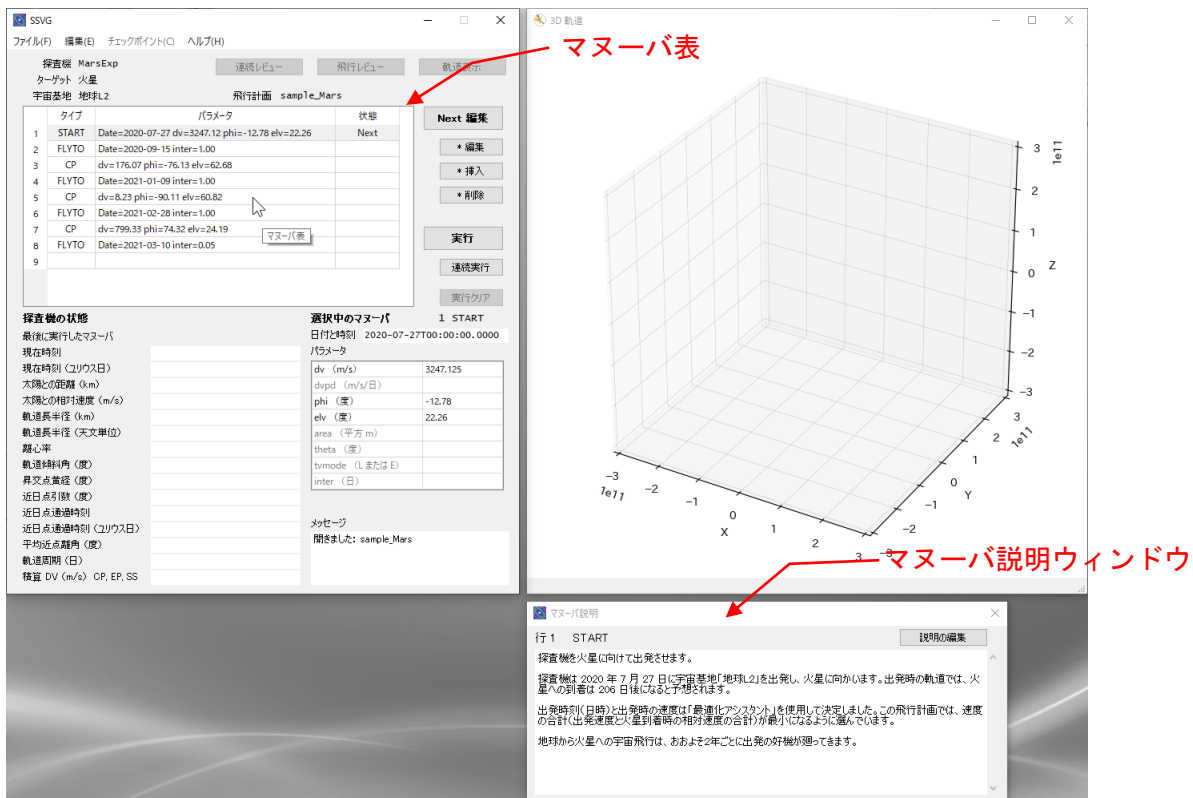 SSVG
ファイル(F) 編集(E) チェックポイント(C) ヘルプ(H)
探査機 MarsExp
連続レビュー 飛行レビュー 軌道表示
ターゲット 火星
宇宙基地 地球L2 飛行計画 sample_Mars
タイプ パラメータ 状態
1 START Date=2020-07-27 dv=3247.12 phi=-12.78 elv=22.26 Next
2 FLYTO Date=2020-09-15 inter=1.00
3 CP dv=176.07 phi=-76.13 elv=62.68
4 FLYTO Date=2021-01-09 inter=1.00
5 CP dv=8.23 phi=-90.11 elv=60.82
6 FLYTO Date=2021-02-28 inter=1.00
7 CP dv=799.33 phi=74.32 elv=24.19
8 FLYTO Date=2021-03-10 inter=0.05
9
マヌーバ表
Next 編集
* 編集
* 挿入
* 削除
実行
連続実行
実行クリア
探査機の状態
最後に実行したマヌーバ
現在時刻
現在時刻 (ユリウス日)
太陽との距離 (km)
太陽との相対速度 (m/s)
軌道長半径 (km)
軌道長半径 (天文単位)
離心率
軌道傾斜角 (度)
昇交点黄経 (度)
近日点引数 (度)
近日点通過時刻
近日点通過時刻 (ユリウス日)
平均近点離角 (度)
軌道周期 (日)
積算 DV (m/s) CP, EP, SS
選択中のマヌーバ 1 START
日付と時刻 2020-07-27T00:00:00.0000
パラメータ
dv (m/s) 3247.125
dvpd (m/s/日)
phi (度) -12.78
elv (度) 22.26
area (平方 m)
theta (度)
tvmode (L または E)
inter (日)
メッセージ
開きました: sample_Mars
3D 軌道
マヌーバ表
1e11
3
2
1
0
−1
−2
−3
Z
3
2
1
0
−1
−2
−3
1e11
Y
−3
−2
−1
0
1
2
3
1e11
X
マヌーバ説明ウィンドウ
マヌーバ説明
行 1 START 説明の編集
探査機を火星に向けて出発させます。
探査機は 2020 年 7 月 27 日に宇宙基地「地球L2」を出発し、火星に向かいます。出発時の軌道では、火
星への到着は 206 日後になると予想されます。
出発時刻(日時)と出発時の速度は「最適化アシスタント」を使用して決定しました。この飛行計画では、速度
の合計(出発速度と火星到着時の相対速度の合計)が最小になるように選んでいます。
地球から火星への宇宙飛行は、おおよそ2年ごとに出発の好機が廻ってきます。